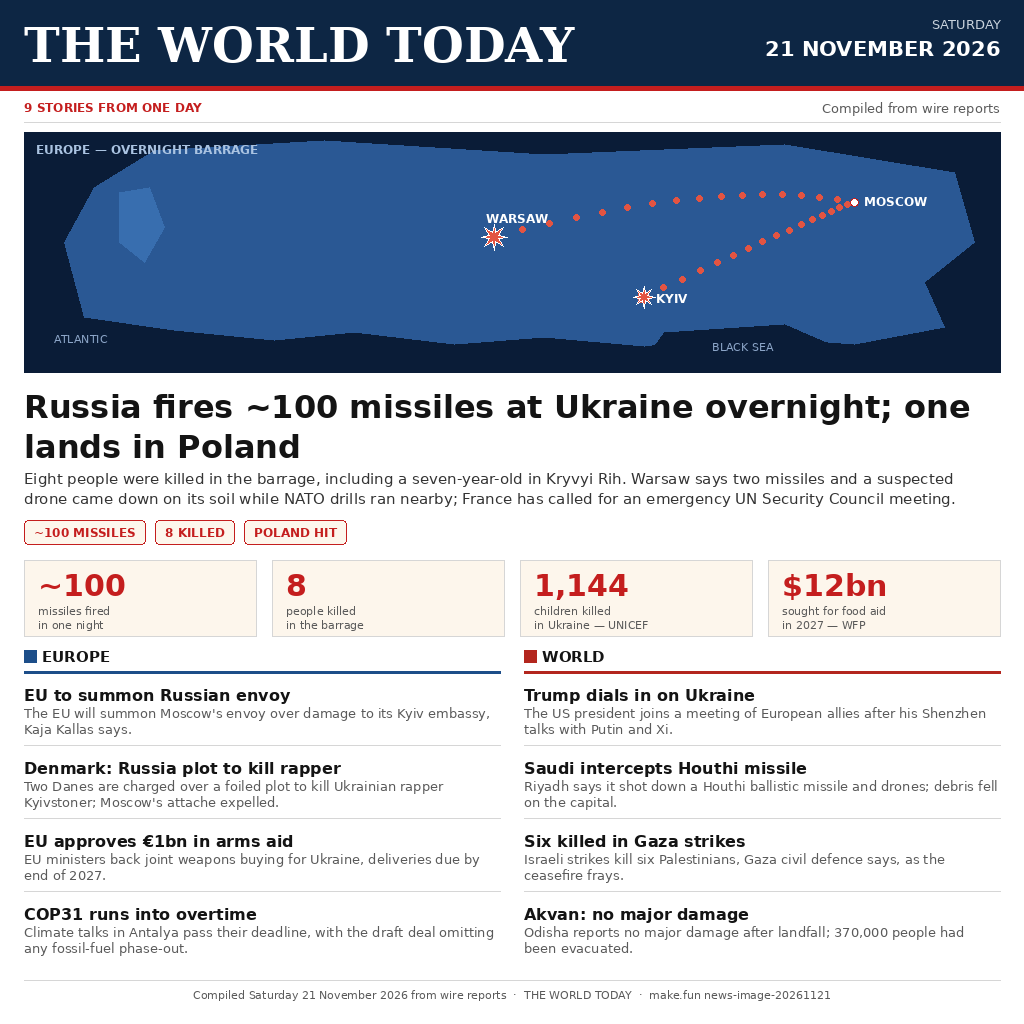 THE WORLD TODAY
SATURDAY
21 NOVEMBER 2026
9 STORIES FROM ONE DAY
Compiled from wire reports
EUROPE — OVERNIGHT BARRAGE
WARSAW
MOSCOW
KYIV
ATLANTIC
BLACK SEA
Russia fires ~100 missiles at Ukraine overnight; one
lands in Poland
Eight people were killed in the barrage, including a seven-year-old in Kryvyi Rih. Warsaw says two missiles and a suspected
drone came down on its soil while NATO drills ran nearby; France has called for an emergency UN Security Council meeting.
~100 MISSILES
8 KILLED
POLAND HIT
~100
missiles fired
in one night
8
people killed
in the barrage
1,144
children killed
in Ukraine — UNICEF
$12bn
sought for food aid
in 2027 — WFP
EUROPE
EU to summon Russian envoy
The EU will summon Moscow's envoy over damage to its Kyiv embassy,
Kaja Kallas says.
Denmark: Russia plot to kill rapper
Two Danes are charged over a foiled plot to kill Ukrainian rapper
Kyivstoner; Moscow's attache expelled.
EU approves €1bn in arms aid
EU ministers back joint weapons buying for Ukraine, deliveries due by
end of 2027.
COP31 runs into overtime
Climate talks in Antalya pass their deadline, with the draft deal omitting
any fossil-fuel phase-out.
WORLD
Trump dials in on Ukraine
The US president joins a meeting of European allies after his Shenzhen
talks with Putin and Xi.
Saudi intercepts Houthi missile
Riyadh says it shot down a Houthi ballistic missile and drones; debris fell
on the capital.
Six killed in Gaza strikes
Israeli strikes kill six Palestinians, Gaza civil defence says, as the
ceasefire frays.
Akvan: no major damage
Odisha reports no major damage after landfall; 370,000 people had
been evacuated.
Compiled Saturday 21 November 2026 from wire reports · THE WORLD TODAY · make.fun news-image-20261121